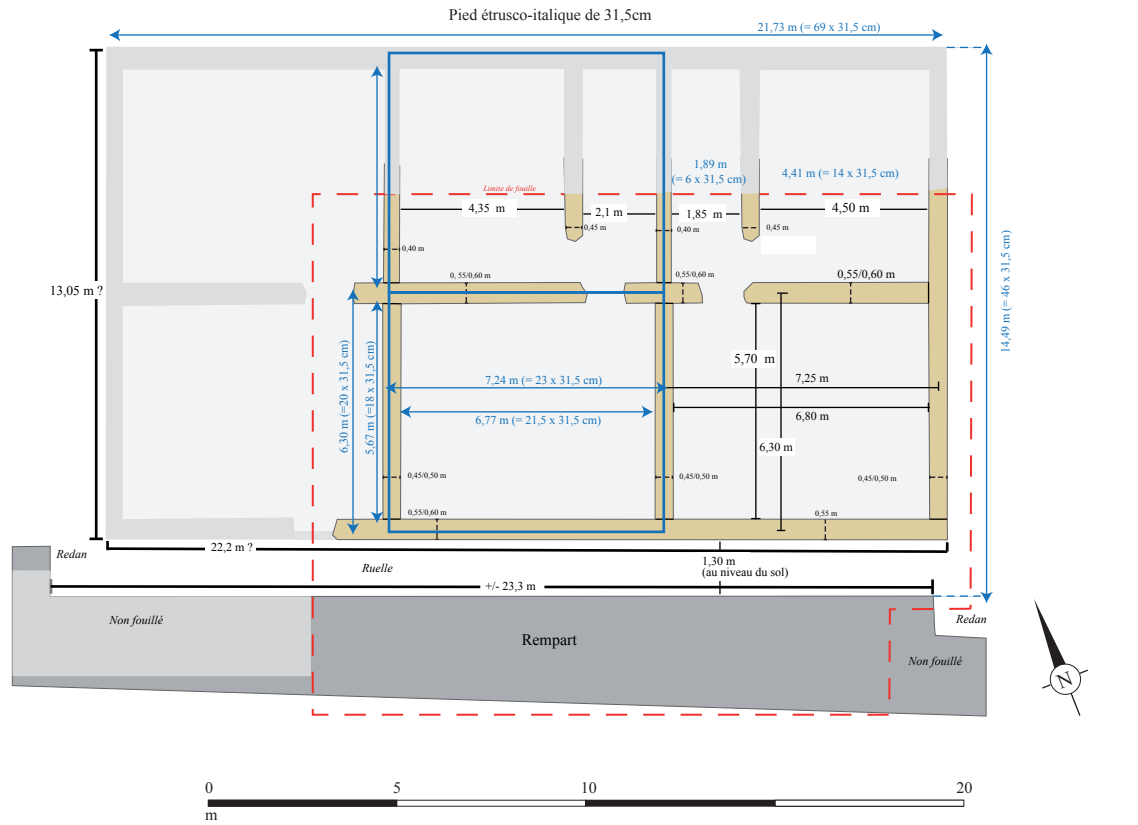 Pied étrusco-italique de 31,5cm
21,73 m (= 69 x 31,5 cm)
1,89 m
(= 6 x 31,5 cm)
4,41 m (= 14 x 31,5 cm)
Limite de fouille
4,35 m
2,1 m
1,85 m
4,50 m
0,45 m
0,40 m
0,45 m
0,40 m
0, 55/0,60 m
0,55/0,60 m
0,55/0,60 m
13,05 m ?
14,49 m (= 46 x 31,5 cm)
6,30 m (=20 x 31,5 cm)
5,67 m (=18 x 31,5 cm)
5,70 m
7,24 m (= 23 x 31,5 cm)
7,25 m
6,77 m (= 21,5 x 31,5 cm)
6,80 m
6,30 m
0,45/0,50 m
0,45/0,50 m
0,45/0,50 m
0,55/0,60 m
0,55 m
22,2 m ?
Redan
Ruelle
1,30 m
(au niveau du sol)
+/- 23,3 m
Non fouillé
Rempart
Redan
Non fouillé
N
0
5
10
20
m